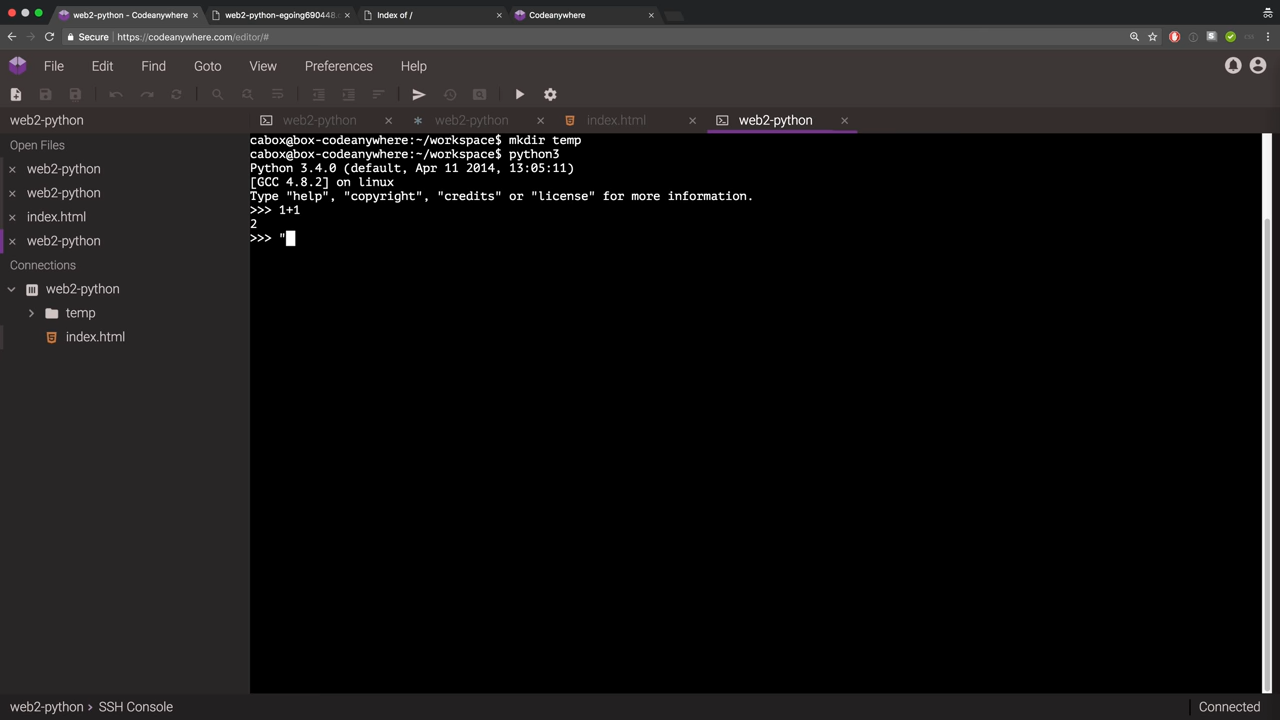 web2-python - Codeanywhere
web2-python-egoing690448
Index of /
Codeanywhere
Secure https://codeanywhere.com/editor/#
File Edit Find Goto View Preferences Help
web2-python
web2-python
web2-python
index.html
web2-python
Open Files
web2-python
web2-python
index.html
web2-python
Connections
web2-python
temp
index.html
cabox@box-codeanywhere:~/workspace$ mkdir temp
cabox@box-codeanywhere:~/workspace$ python3
Python 3.4.0 (default, Apr 11 2014, 13:05:11)
[GCC 4.8.2] on linux
Type "help", "copyright", "credits" or "license" for more information.
>>> 1+1
2
>>> "
web2-python › SSH Console
Connected